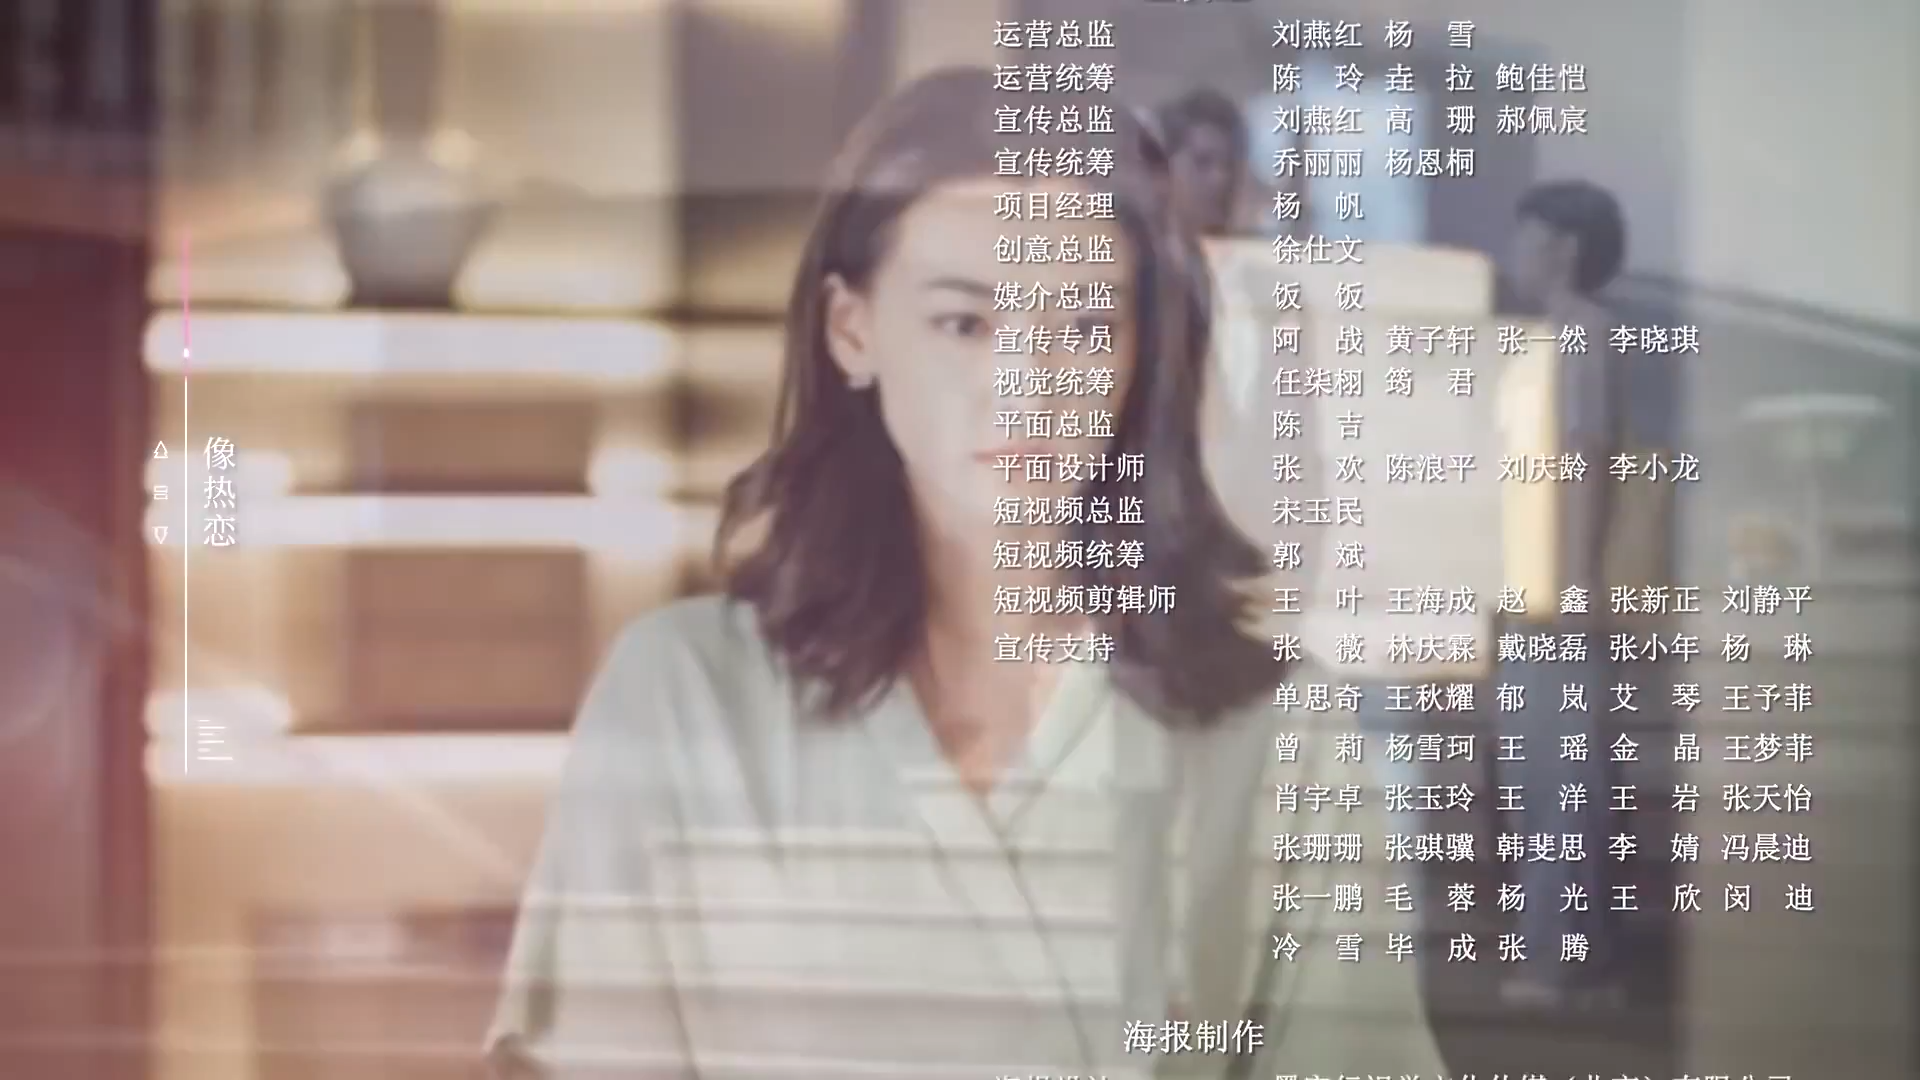 运营总监 刘燕红 杨 雪
运营统筹 陈 玲 垚 拉 鲍佳恺
宣传总监 刘燕红 高 珊 郝佩宸
宣传统筹 乔丽丽 杨恩桐
项目经理 杨 帆
创意总监 徐仕文
媒介总监 饭 饭
宣传专员 阿 战 黄子轩 张一然 李晓琪
视觉统筹 任柒栩 筠 君
平面总监 陈 吉
平面设计师 张 欢 陈浪平 刘庆龄 李小龙
短视频总监 宋玉民
短视频统筹 郭 斌
短视频剪辑师 王 叶 王海成 赵 鑫 张新正 刘静平
宣传支持 张 薇 林庆霖 戴晓磊 张小年 杨 琳
单思奇 王秋耀 郁 岚 艾 琴 王予菲
曾 莉 杨雪珂 王 瑶 金 晶 王梦菲
肖宇卓 张玉玲 王 洋 王 岩 张天怡
张珊珊 张骐骥 韩斐思 李 婧 冯晨迪
张一鹏 毛 蓉 杨 光 王 欣 闵 迪
冷 雪 毕 成 张 腾
海报制作
像热恋